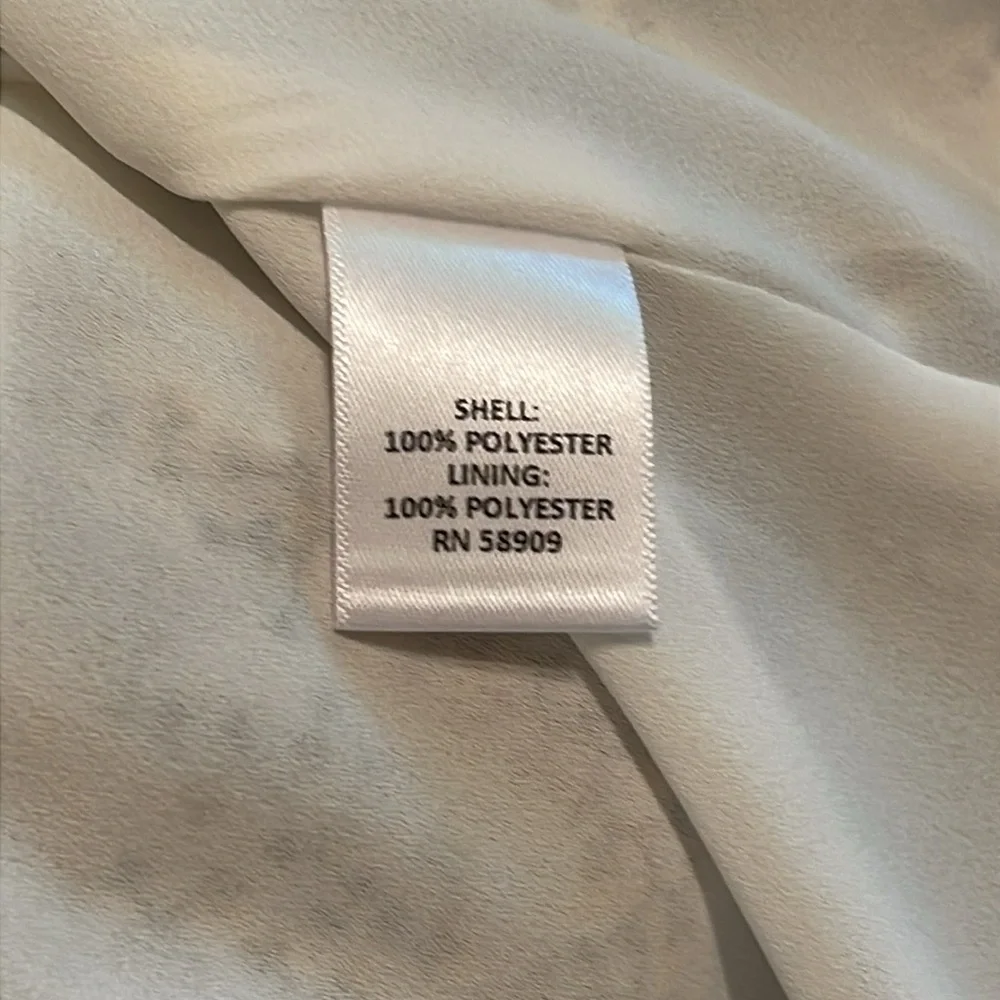 SHELL:
100% POLYESTER
LINING:
100% POLYESTER
RN 58909